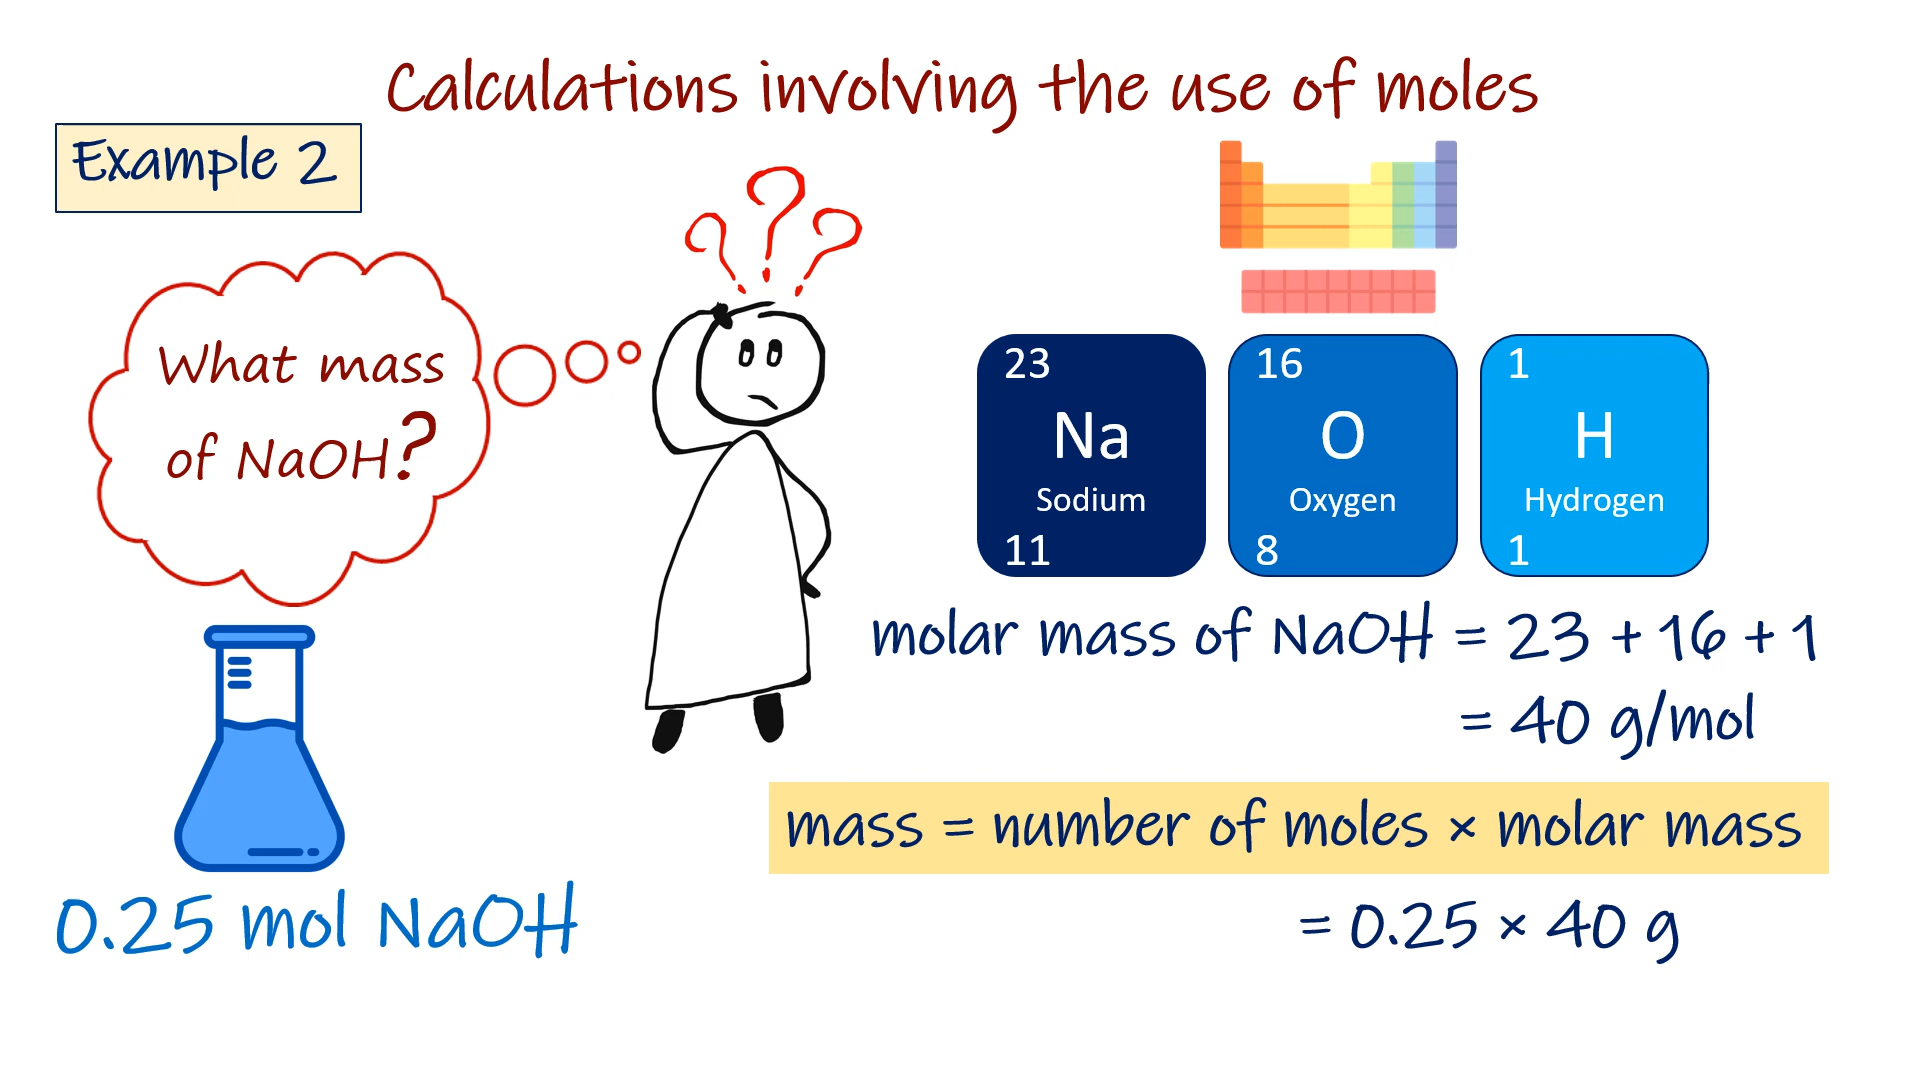 Calculations involving the use of moles
Example 2
What mass
of NaOH?
? ? ?
23
Na
Sodium
11
16
O
Oxygen
8
1
H
Hydrogen
1
molar mass of NaOH = 23 + 16 + 1
= 40 g/mol
mass = number of moles × molar mass
= 0.25 × 40 g
0.25 mol NaOH